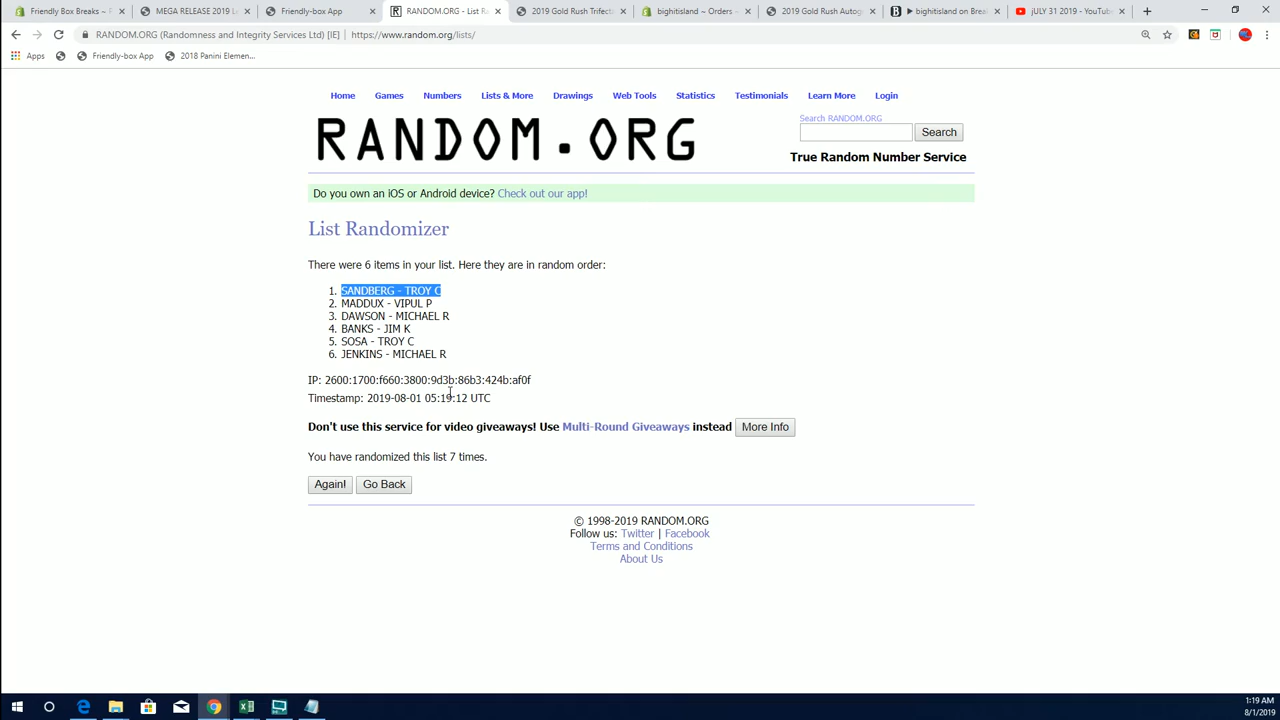 Friendly Box Breaks ~
MEGA RELEASE 2019 L
Friendly-box App
RANDOM.ORG - List R
2019 Gold Rush Trifecta
bighitisland ~ Orders ~
2019 Gold Rush Autog
bighitisland on Brea
jULY 31 2019 - YouTube
RANDOM.ORG (Randomness and Integrity Services Ltd) [IE] | https://www.random.org/lists/
Apps
Friendly-box App
2018 Panini Elemen...
Home Games Numbers Lists & More Drawings Web Tools Statistics Testimonials Learn More Login
RANDOM.ORG
Search RANDOM.ORG
Search
True Random Number Service
Do you own an iOS or Android device? Check out our app!
List Randomizer
There were 6 items in your list. Here they are in random order:
1. SANDBERG - TROY C
2. MADDUX - VIPUL P
3. DAWSON - MICHAEL R
4. BANKS - JIM K
5. SOSA - TROY C
6. JENKINS - MICHAEL R
IP: 2600:1700:f660:3800:9d3b:86b3:424b:af0f
Timestamp: 2019-08-01 05:19:12 UTC
Don't use this service for video giveaways! Use Multi-Round Giveaways instead More Info
You have randomized this list 7 times.
Again! Go Back
© 1998-2019 RANDOM.ORG
Follow us: Twitter | Facebook
Terms and Conditions
About Us
1:19 AM
8/1/2019